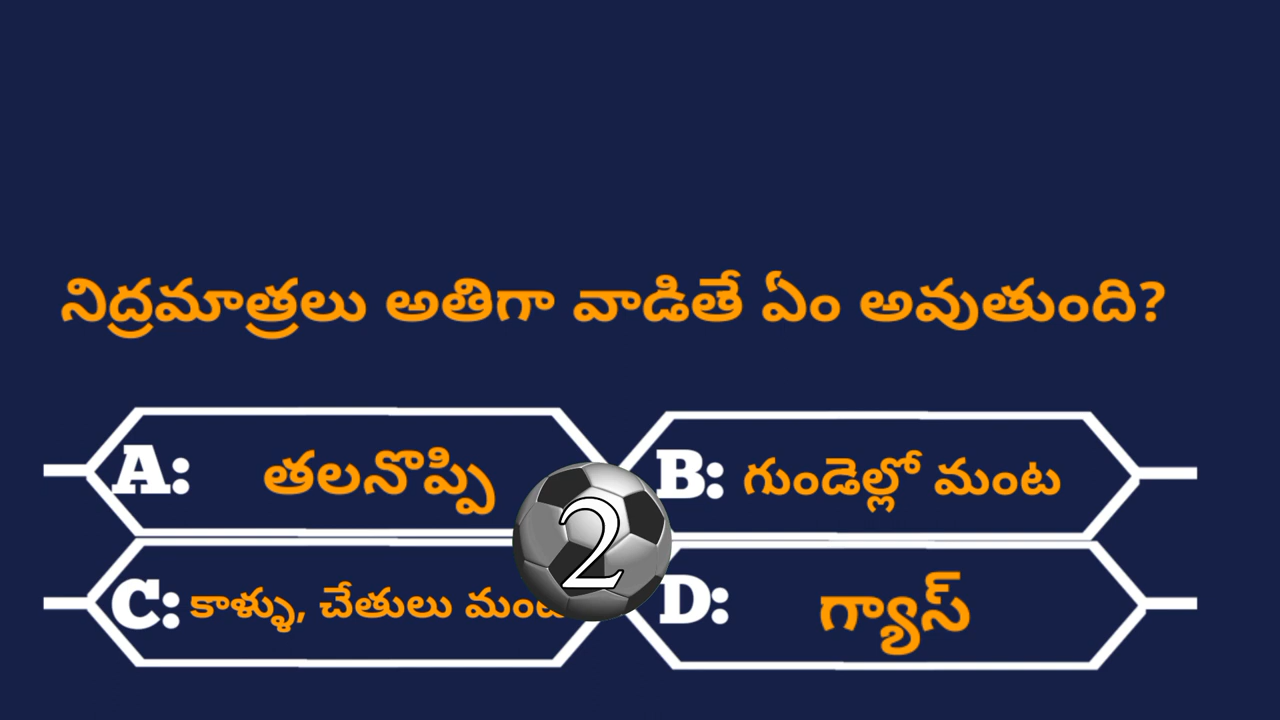 నిద్రమాత్రలు అతిగా వాడితే ఏం అవుతుంది?
A: తలనొప్పి
B: గుండెల్లో మంట
2
C: కాళ్ళు, చేతులు మంట
D: గ్యాస్